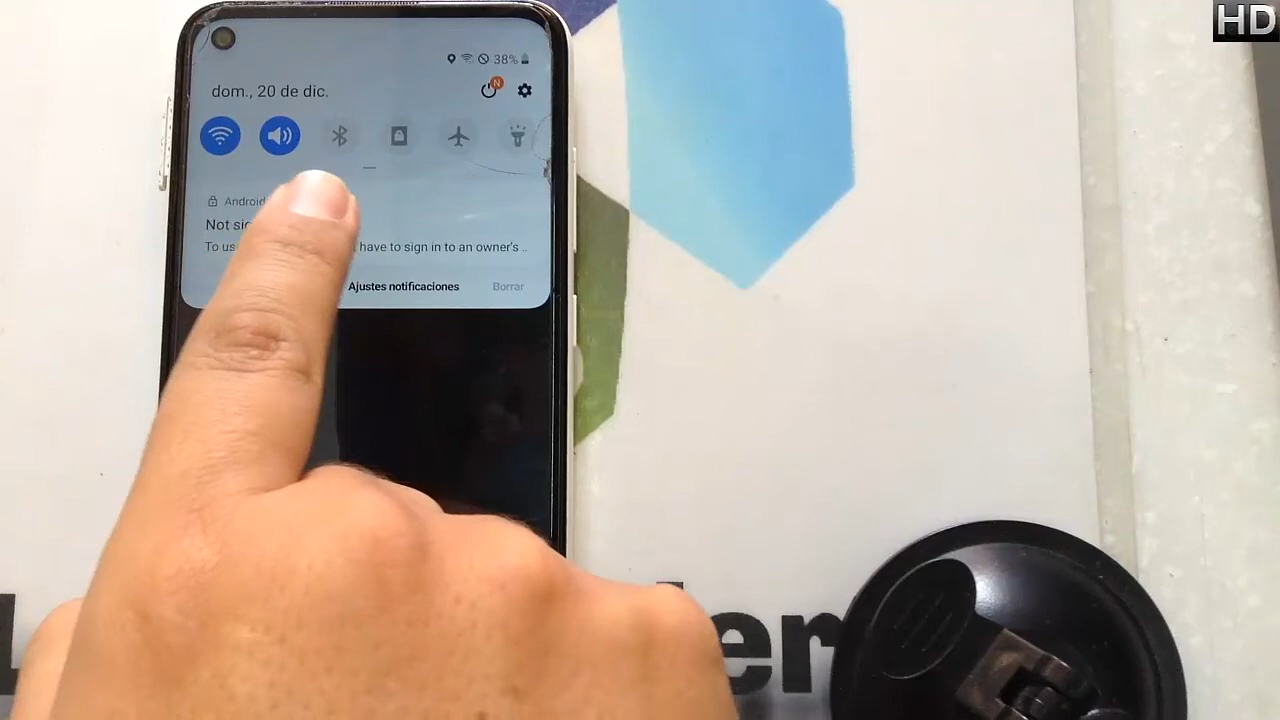 HD
38%
dom., 20 de dic.
N
Android
Not
To us have to sign in to an owner's ..
Ajustes notificaciones
Borrar
er